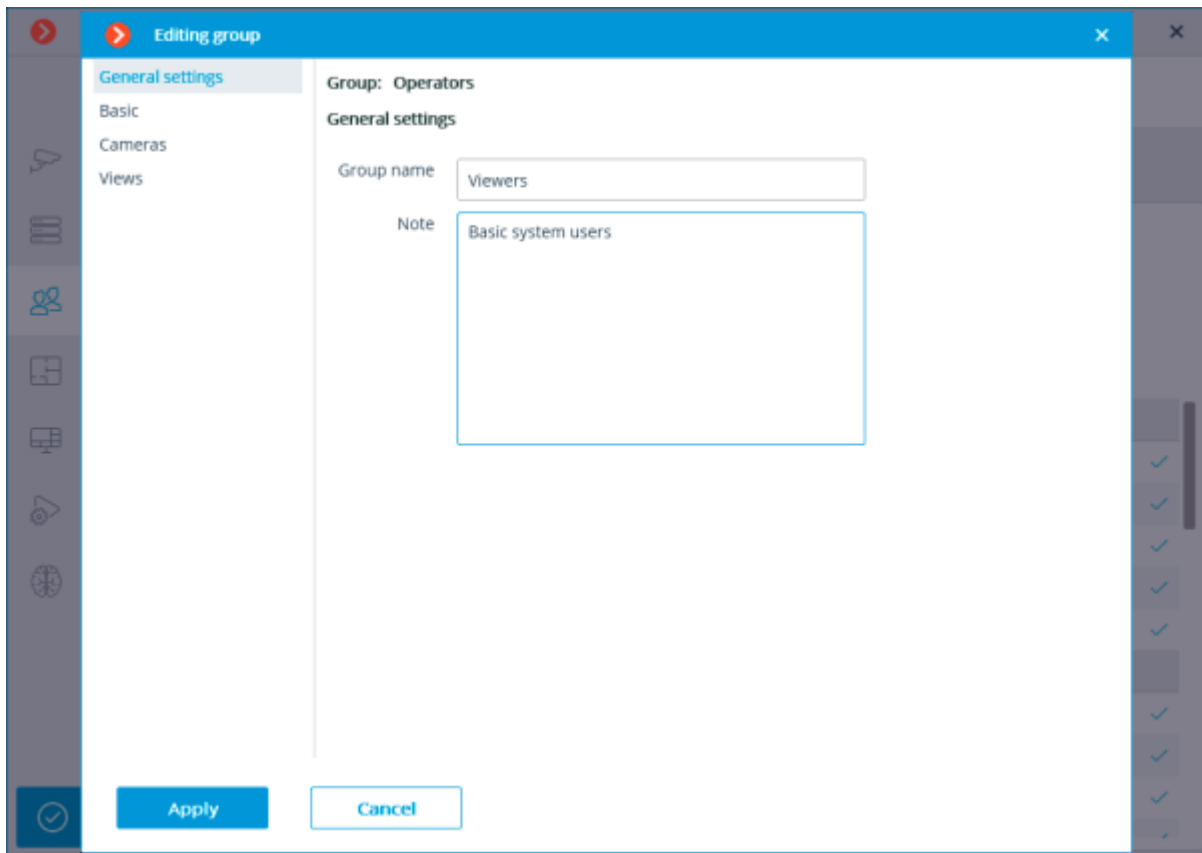 Editing group
General settings
Basic
Cameras
Views
Group: Operators
General settings
Group name
Viewers
Note
Basic system users
Apply
Cancel